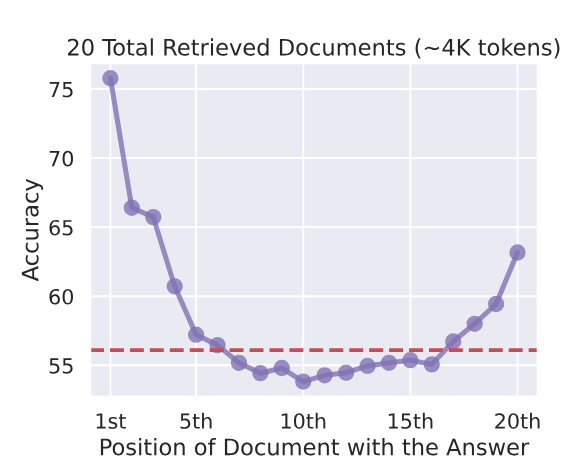 20 Total Retrieved Documents (~4K tokens)
75
70
65
60
55
Accuracy
1st 5th 10th 15th 20th
Position of Document with the Answer